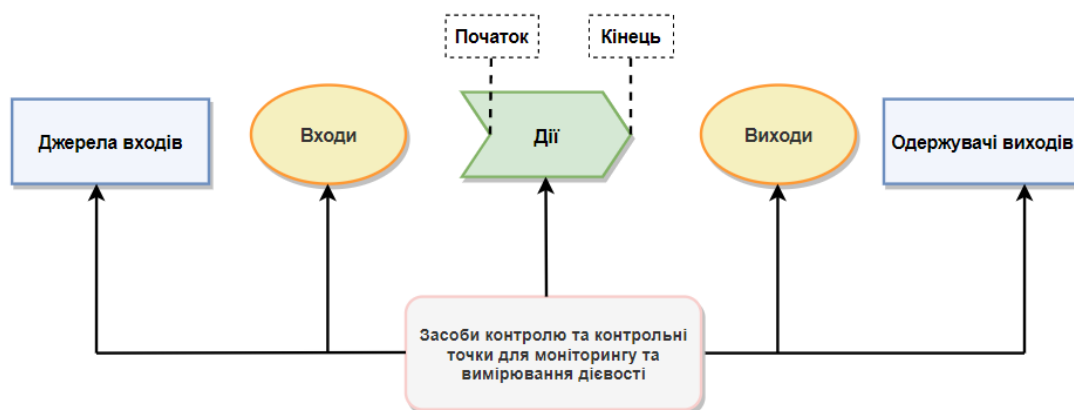 Початок
Кінець
Джерела входів
Входи
Дії
Виходи
Одержувачі виходів
Засоби контролю та контрольні
точки для моніторингу та
вимірювання дієвості